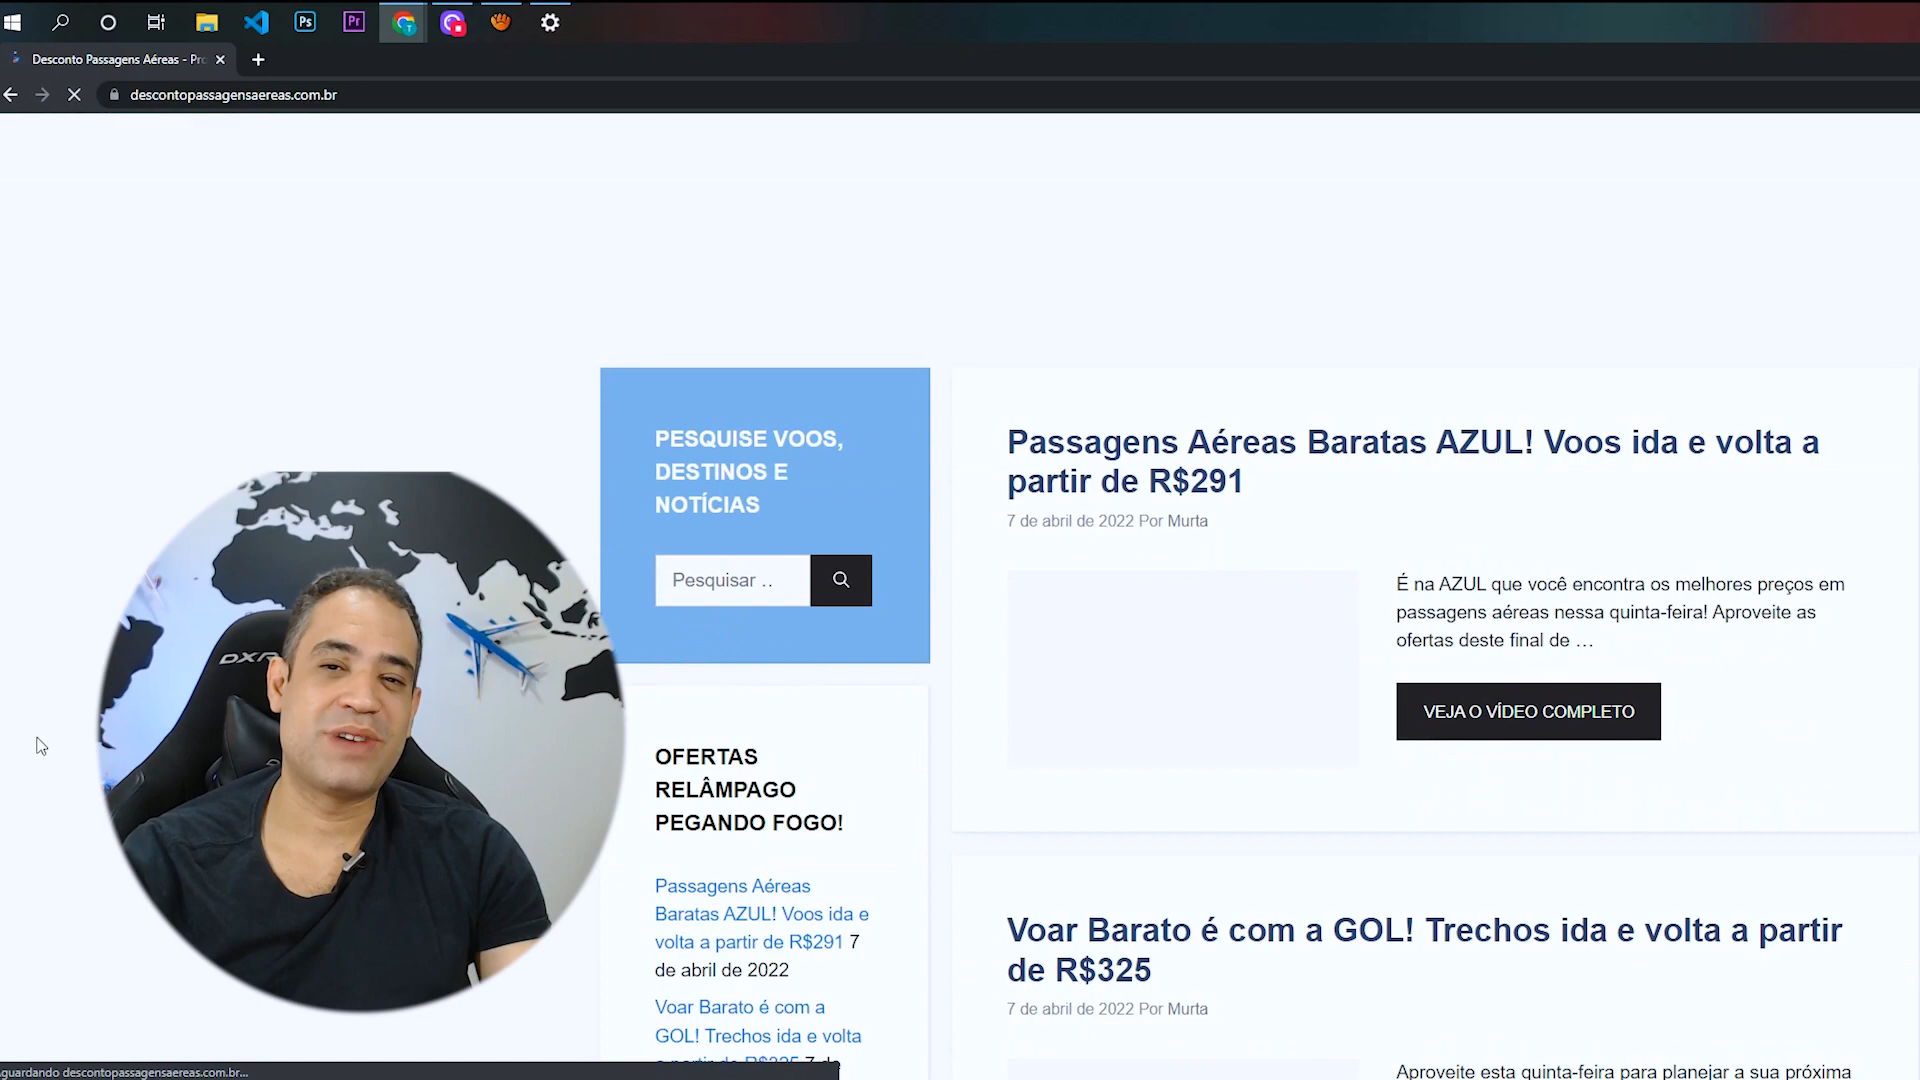 Ps
Pr
Desconto Passagens Aéreas - Pro
descontopassagensaereas.com.br
PESQUISE VOOS,
DESTINOS E
NOTÍCIAS
Pesquisar ..
OFERTAS
RELÂMPAGO
PEGANDO FOGO!
Passagens Aéreas
Baratas AZUL! Voos ida e
volta a partir de R$291 7
de abril de 2022
Voar Barato é com a
GOL! Trechos ida e volta
a partir de R$325 7 de
Passagens Aéreas Baratas AZUL! Voos ida e volta a
partir de R$291
7 de abril de 2022 Por Murta
É na AZUL que você encontra os melhores preços em
passagens aéreas nessa quinta-feira! Aproveite as
ofertas deste final de …
VEJA O VÍDEO COMPLETO
Voar Barato é com a GOL! Trechos ida e volta a partir
de R$325
7 de abril de 2022 Por Murta
Aproveite esta quinta-feira para planejar a sua próxima
DXR
guardando descontopassagensaereas.com.br...